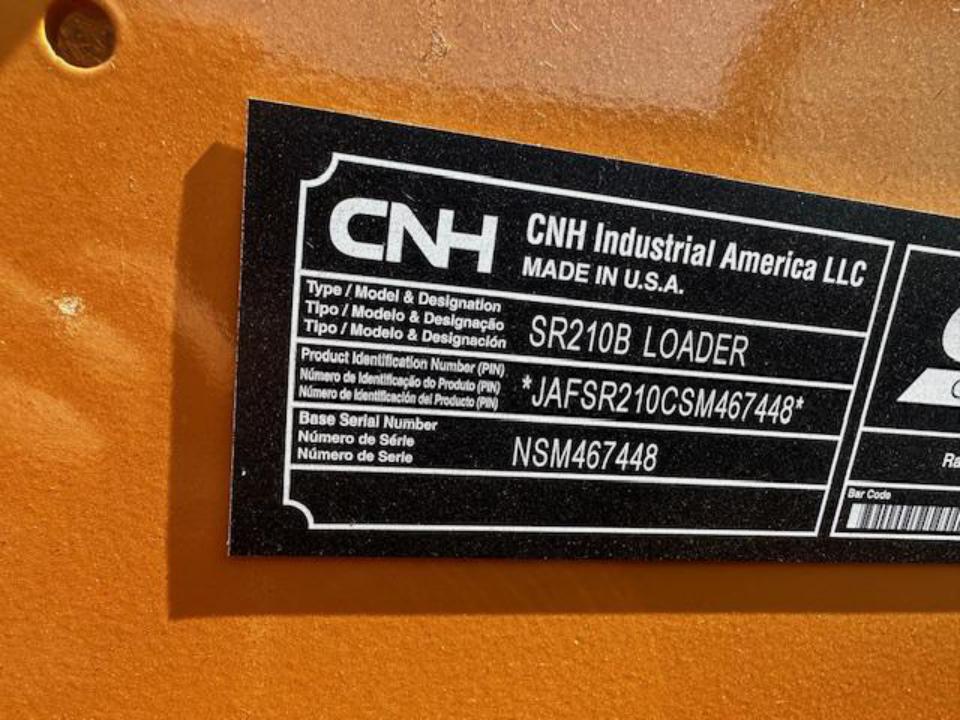 CNH
CNH Industrial America LLC
MADE IN U.S.A.
Type / Model & Designation
Tipo / Modelo & Designação
Tipo / Modelo & Designación
SR210B LOADER
Product Identification Number (PIN)
Número de Identificação do Produto (PIN)
Número de Identificación del Producto (PIN)
*JAFSR210CSM467448*
Base Serial Number
Número de Série
Número de Serie
NSM467448
Bar Code